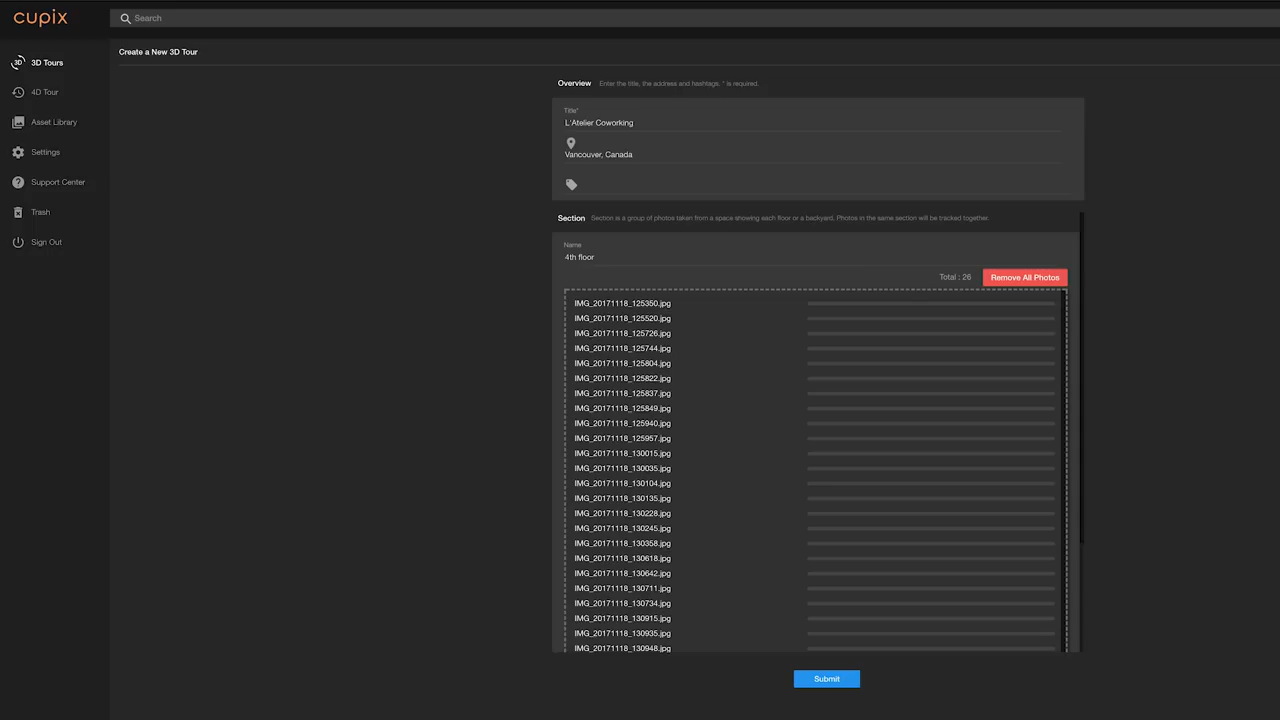 cupix
Search
Create a New 3D Tour
3D 3D Tours
4D Tour
Asset Library
Settings
Support Center
Trash
Sign Out
Overview Enter the title, the address and hashtags. * is required.
Title*
L'Atelier Coworking
Vancouver, Canada
Section Section is a group of photos taken from a space showing each floor or a backyard. Photos in the same section will be tracked together.
Name
4th floor
Total : 26 Remove All Photos
IMG_20171118_125350.jpg
IMG_20171118_125520.jpg
IMG_20171118_125726.jpg
IMG_20171118_125744.jpg
IMG_20171118_125804.jpg
IMG_20171118_125822.jpg
IMG_20171118_125837.jpg
IMG_20171118_125849.jpg
IMG_20171118_125940.jpg
IMG_20171118_125957.jpg
IMG_20171118_130015.jpg
IMG_20171118_130035.jpg
IMG_20171118_130104.jpg
IMG_20171118_130135.jpg
IMG_20171118_130228.jpg
IMG_20171118_130245.jpg
IMG_20171118_130358.jpg
IMG_20171118_130618.jpg
IMG_20171118_130642.jpg
IMG_20171118_130711.jpg
IMG_20171118_130734.jpg
IMG_20171118_130915.jpg
IMG_20171118_130935.jpg
IMG_20171118_130948.jpg
Submit